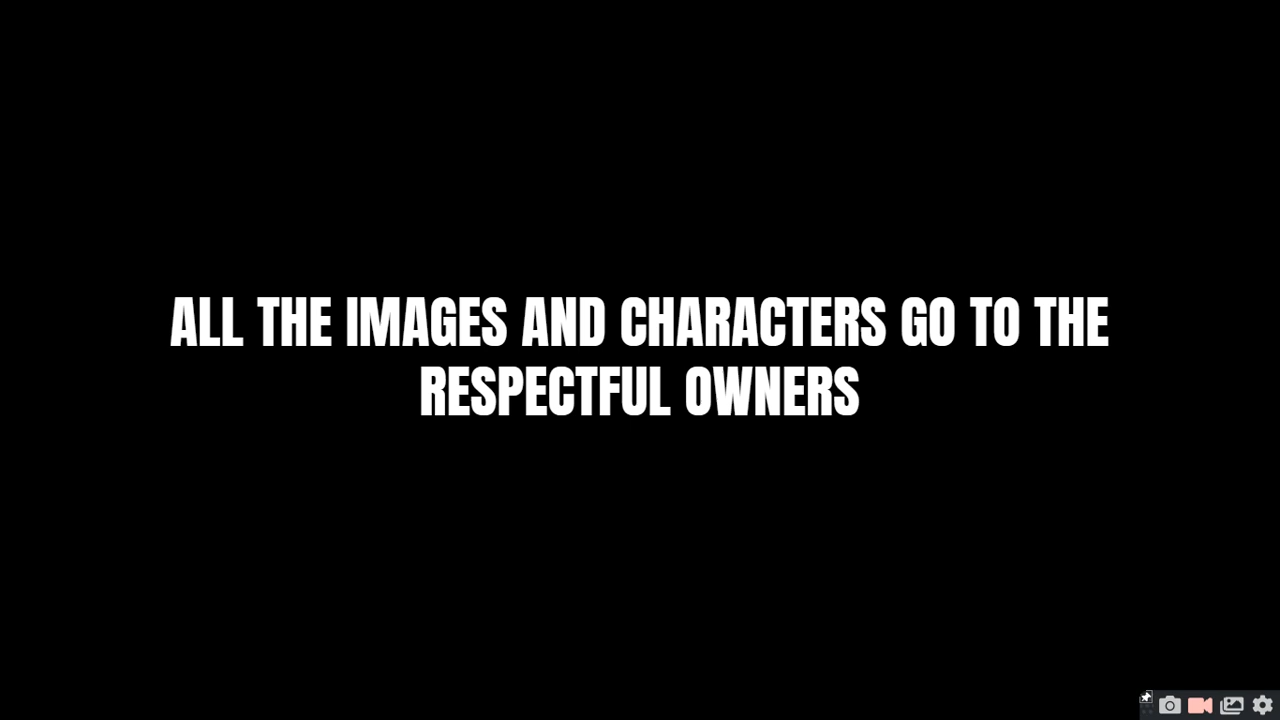 ALL THE IMAGES AND CHARACTERS GO TO THE
RESPECTFUL OWNERS